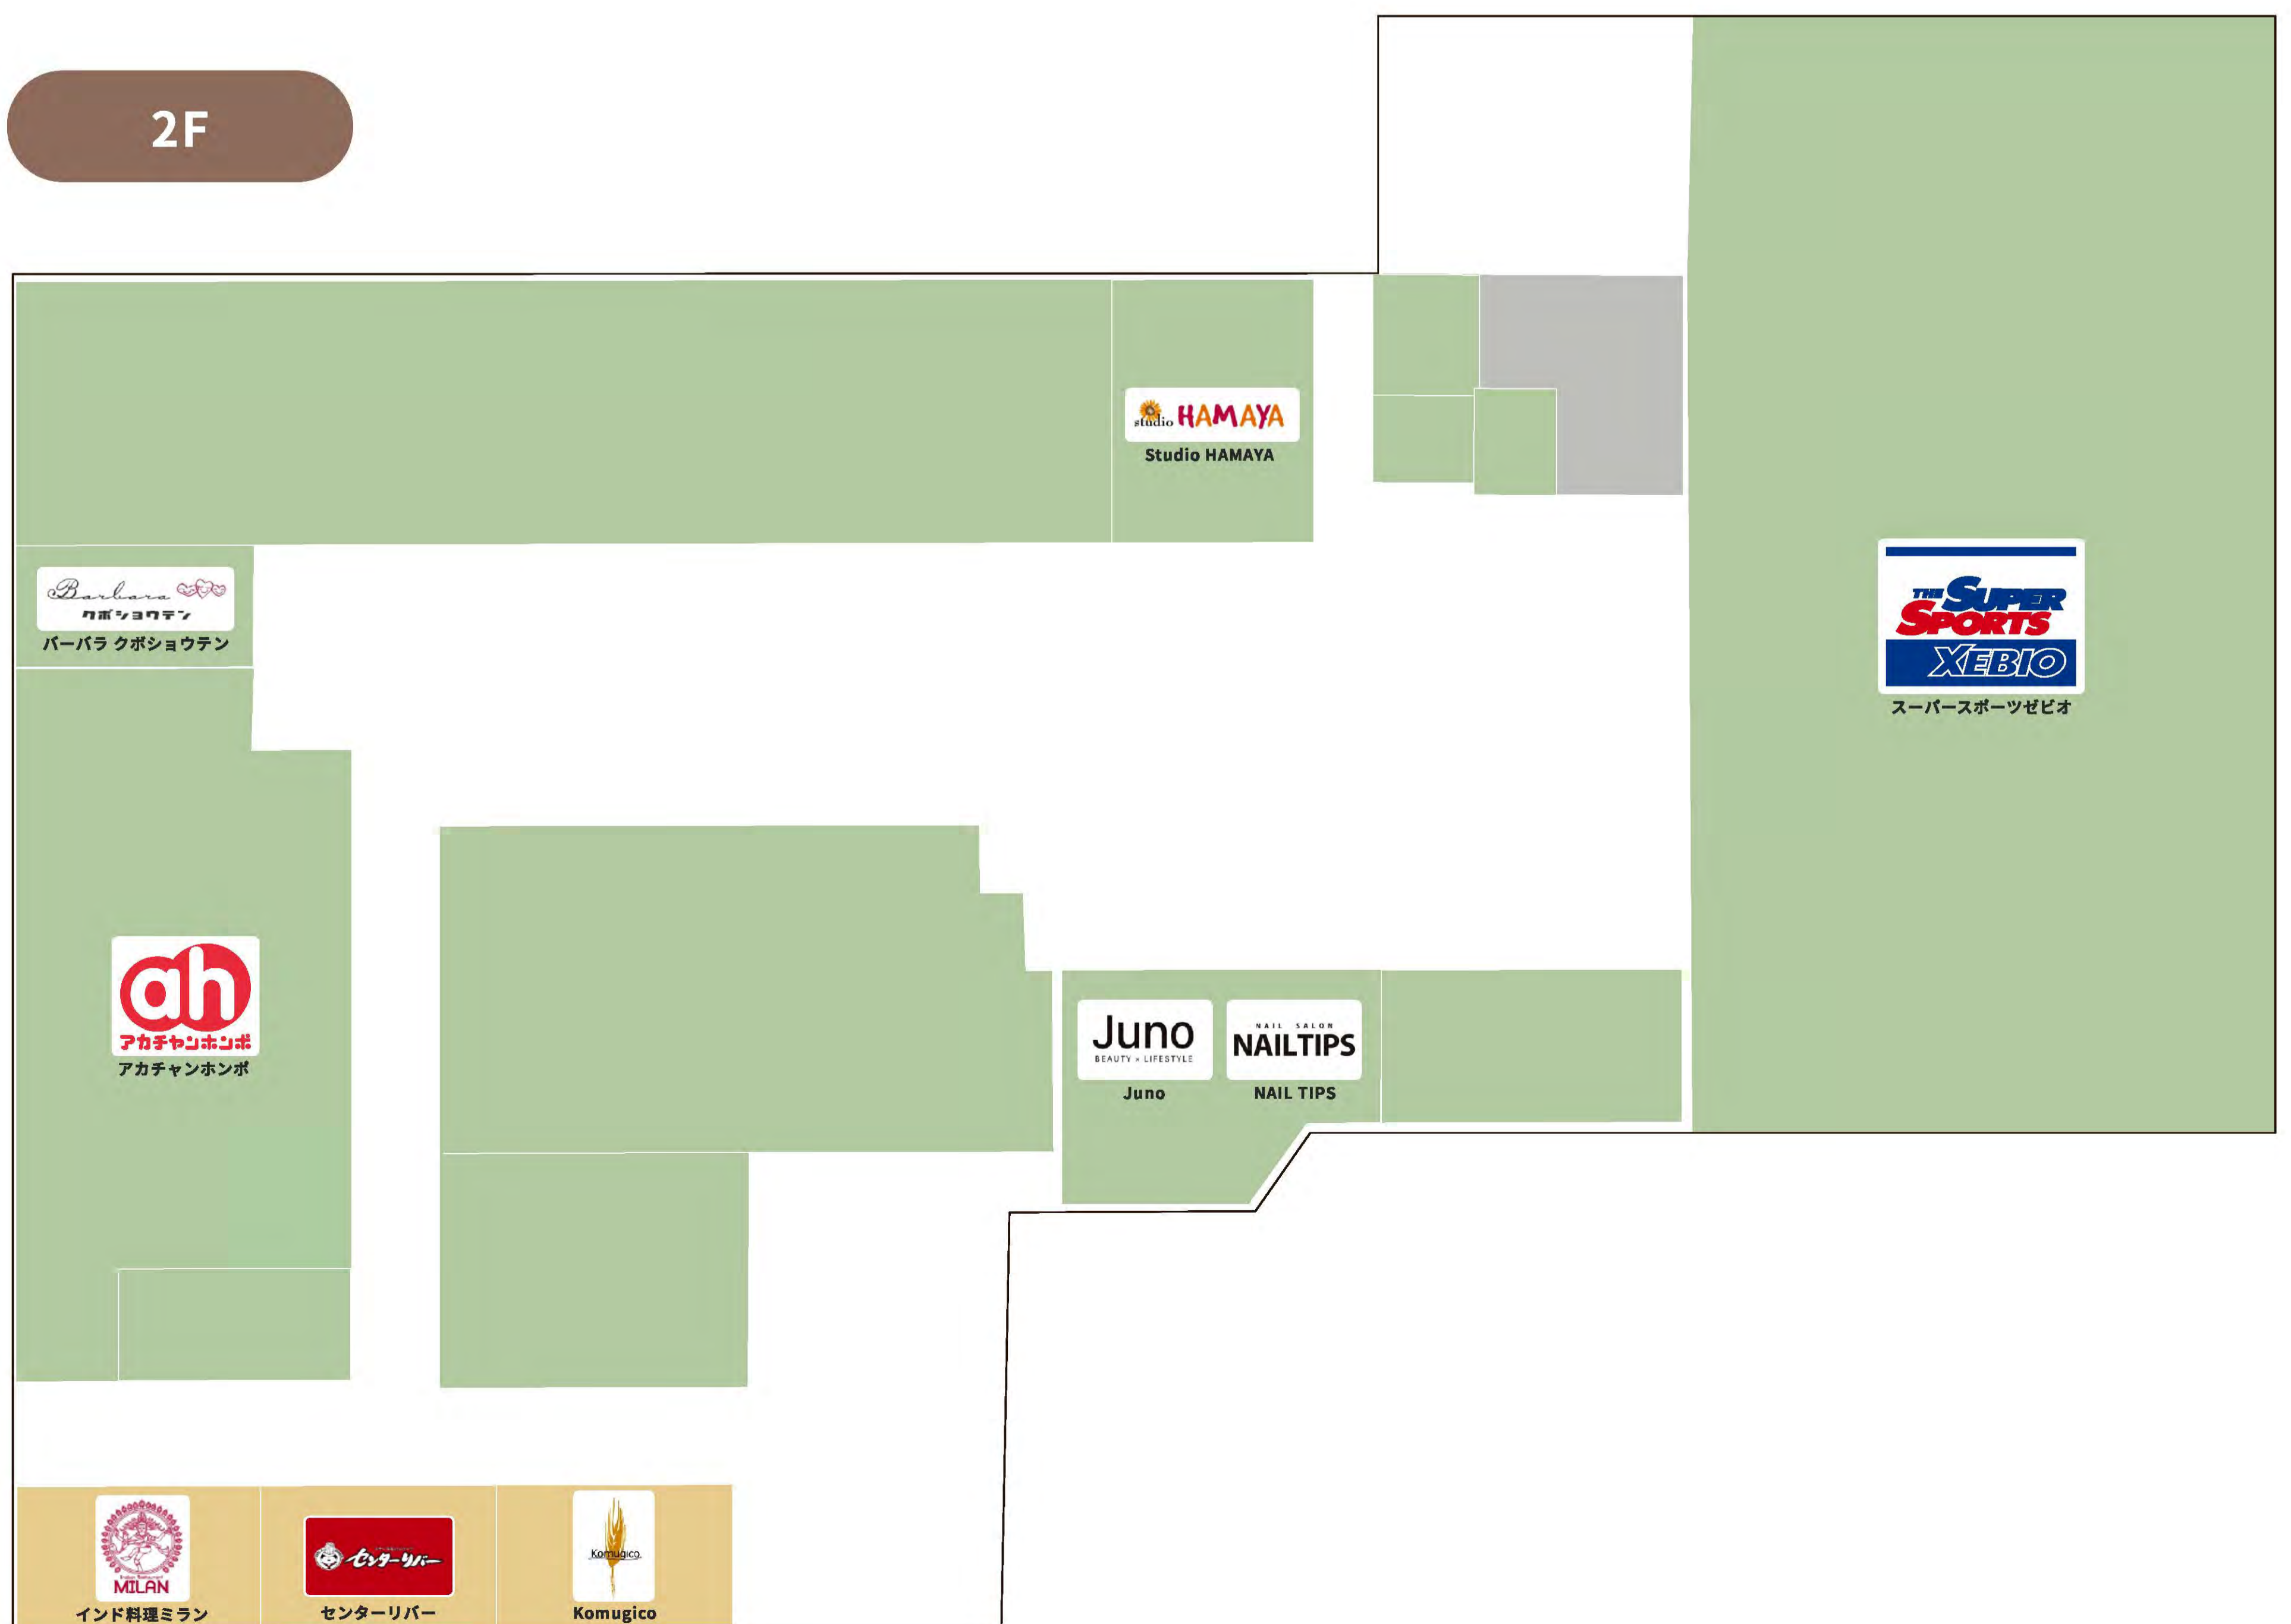 2F
studio HAMAYA
Studio HAMAYA
Barbara
クボショウテン
バーバラ クボショウテン
THE SUPER
SPORTS
XEBIO
スーパースポーツゼビオ
ah
アカチャンホンポ
アカチャンホンポ
Juno
BEAUTY × LIFESTYLE
Juno
NAIL SALON
NAILTIPS
NAIL TIPS
Indian Restaurant
MILAN
インド料理ミラン
センターリバー
センターリバー
Komugico
Komugico